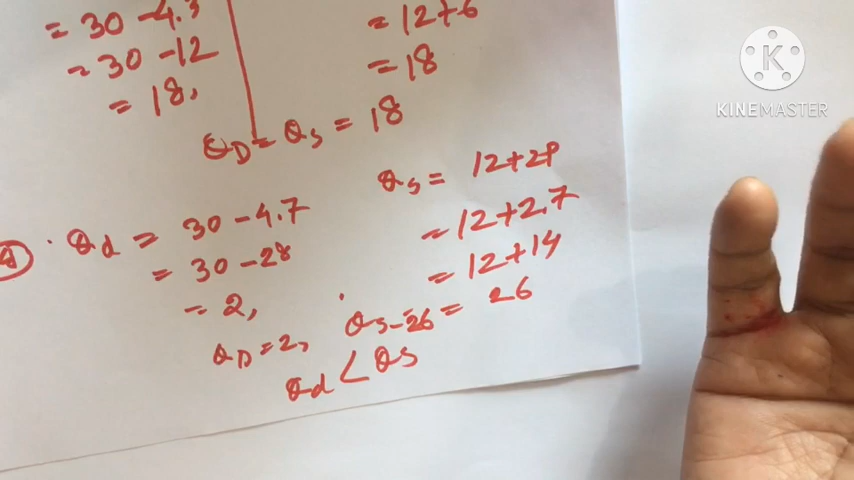 = 30 - 4.3
= 30 - 12
= 18,
= 12+6
= 18
QD = Qs = 18
Qd = 30 - 4.7
= 30 - 28
= 2,
Qs = 12+2P
= 12+2.7
= 12+14
Qs = 26 = 26
QD = 2,
Qd < Qs
K
KINEMASTER